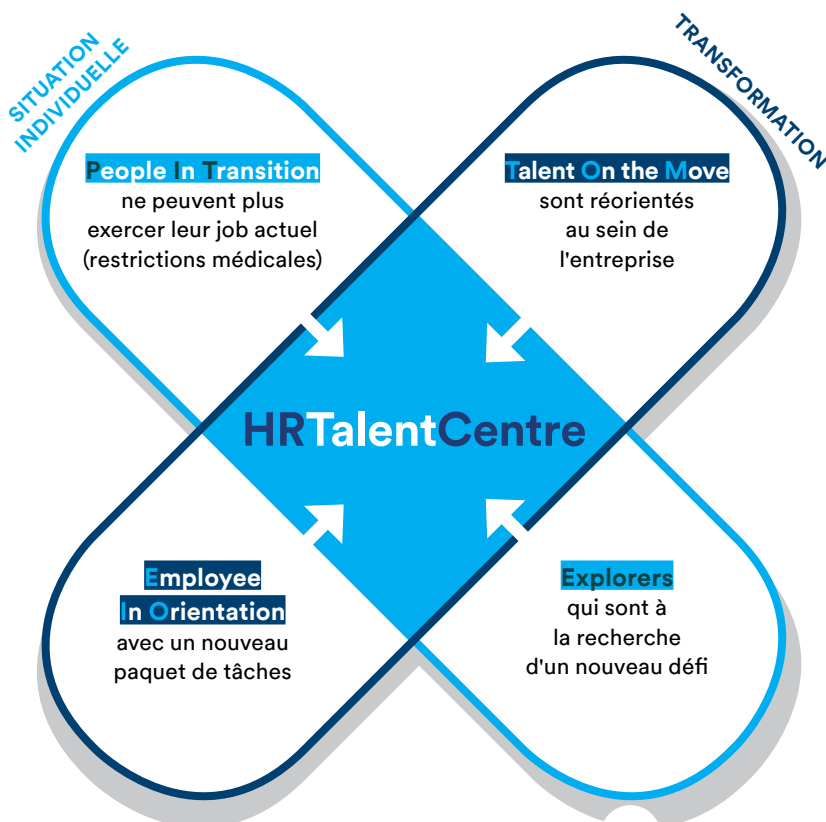 SITUATION
INDIVIDUELLE
TRANSFORMATION
People In Transition
ne peuvent plus
exercer leur job actuel
(restrictions médicales)
Talent On the Move
sont réorientés
au sein de
l'entreprise
HRTalentCentre
Employee
In Orientation
avec un nouveau
paquet de tâches
Explorers
qui sont à
la recherche
d'un nouveau défi